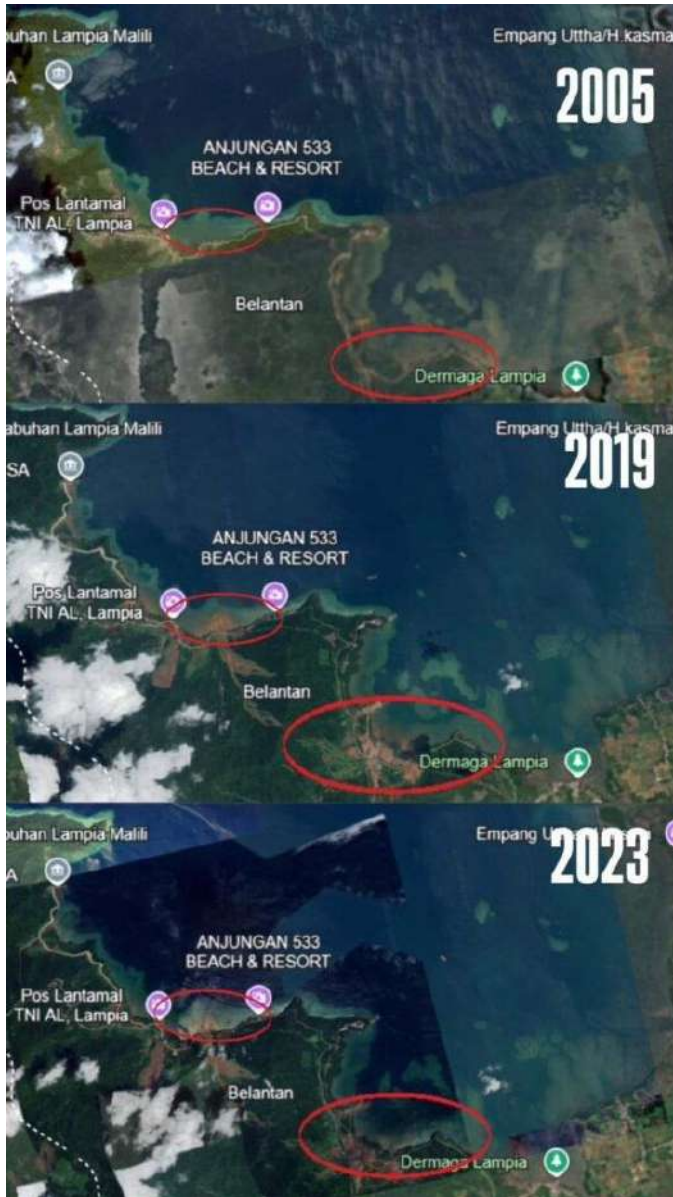 buhan Lampia Malili
Empang Uttha/H.kasma
A
2005
ANJUNGAN 533
BEACH & RESORT
Pos Lantamal
TNI AL, Lampia
Belantan
Dermaga Lampia
abuhan Lampia Malili
Empang Uttha/H.kasma
SA
2019
ANJUNGAN 533
BEACH & RESORT
Pos Lantamal
TNI AL, Lampia
Belantan
Dermaga Lampia
buhan Lampia Malili
Empang
A
2023
ANJUNGAN 533
BEACH & RESORT
Pos Lantamal
TNI AL, Lampia
Belantan
Dermaga Lampia